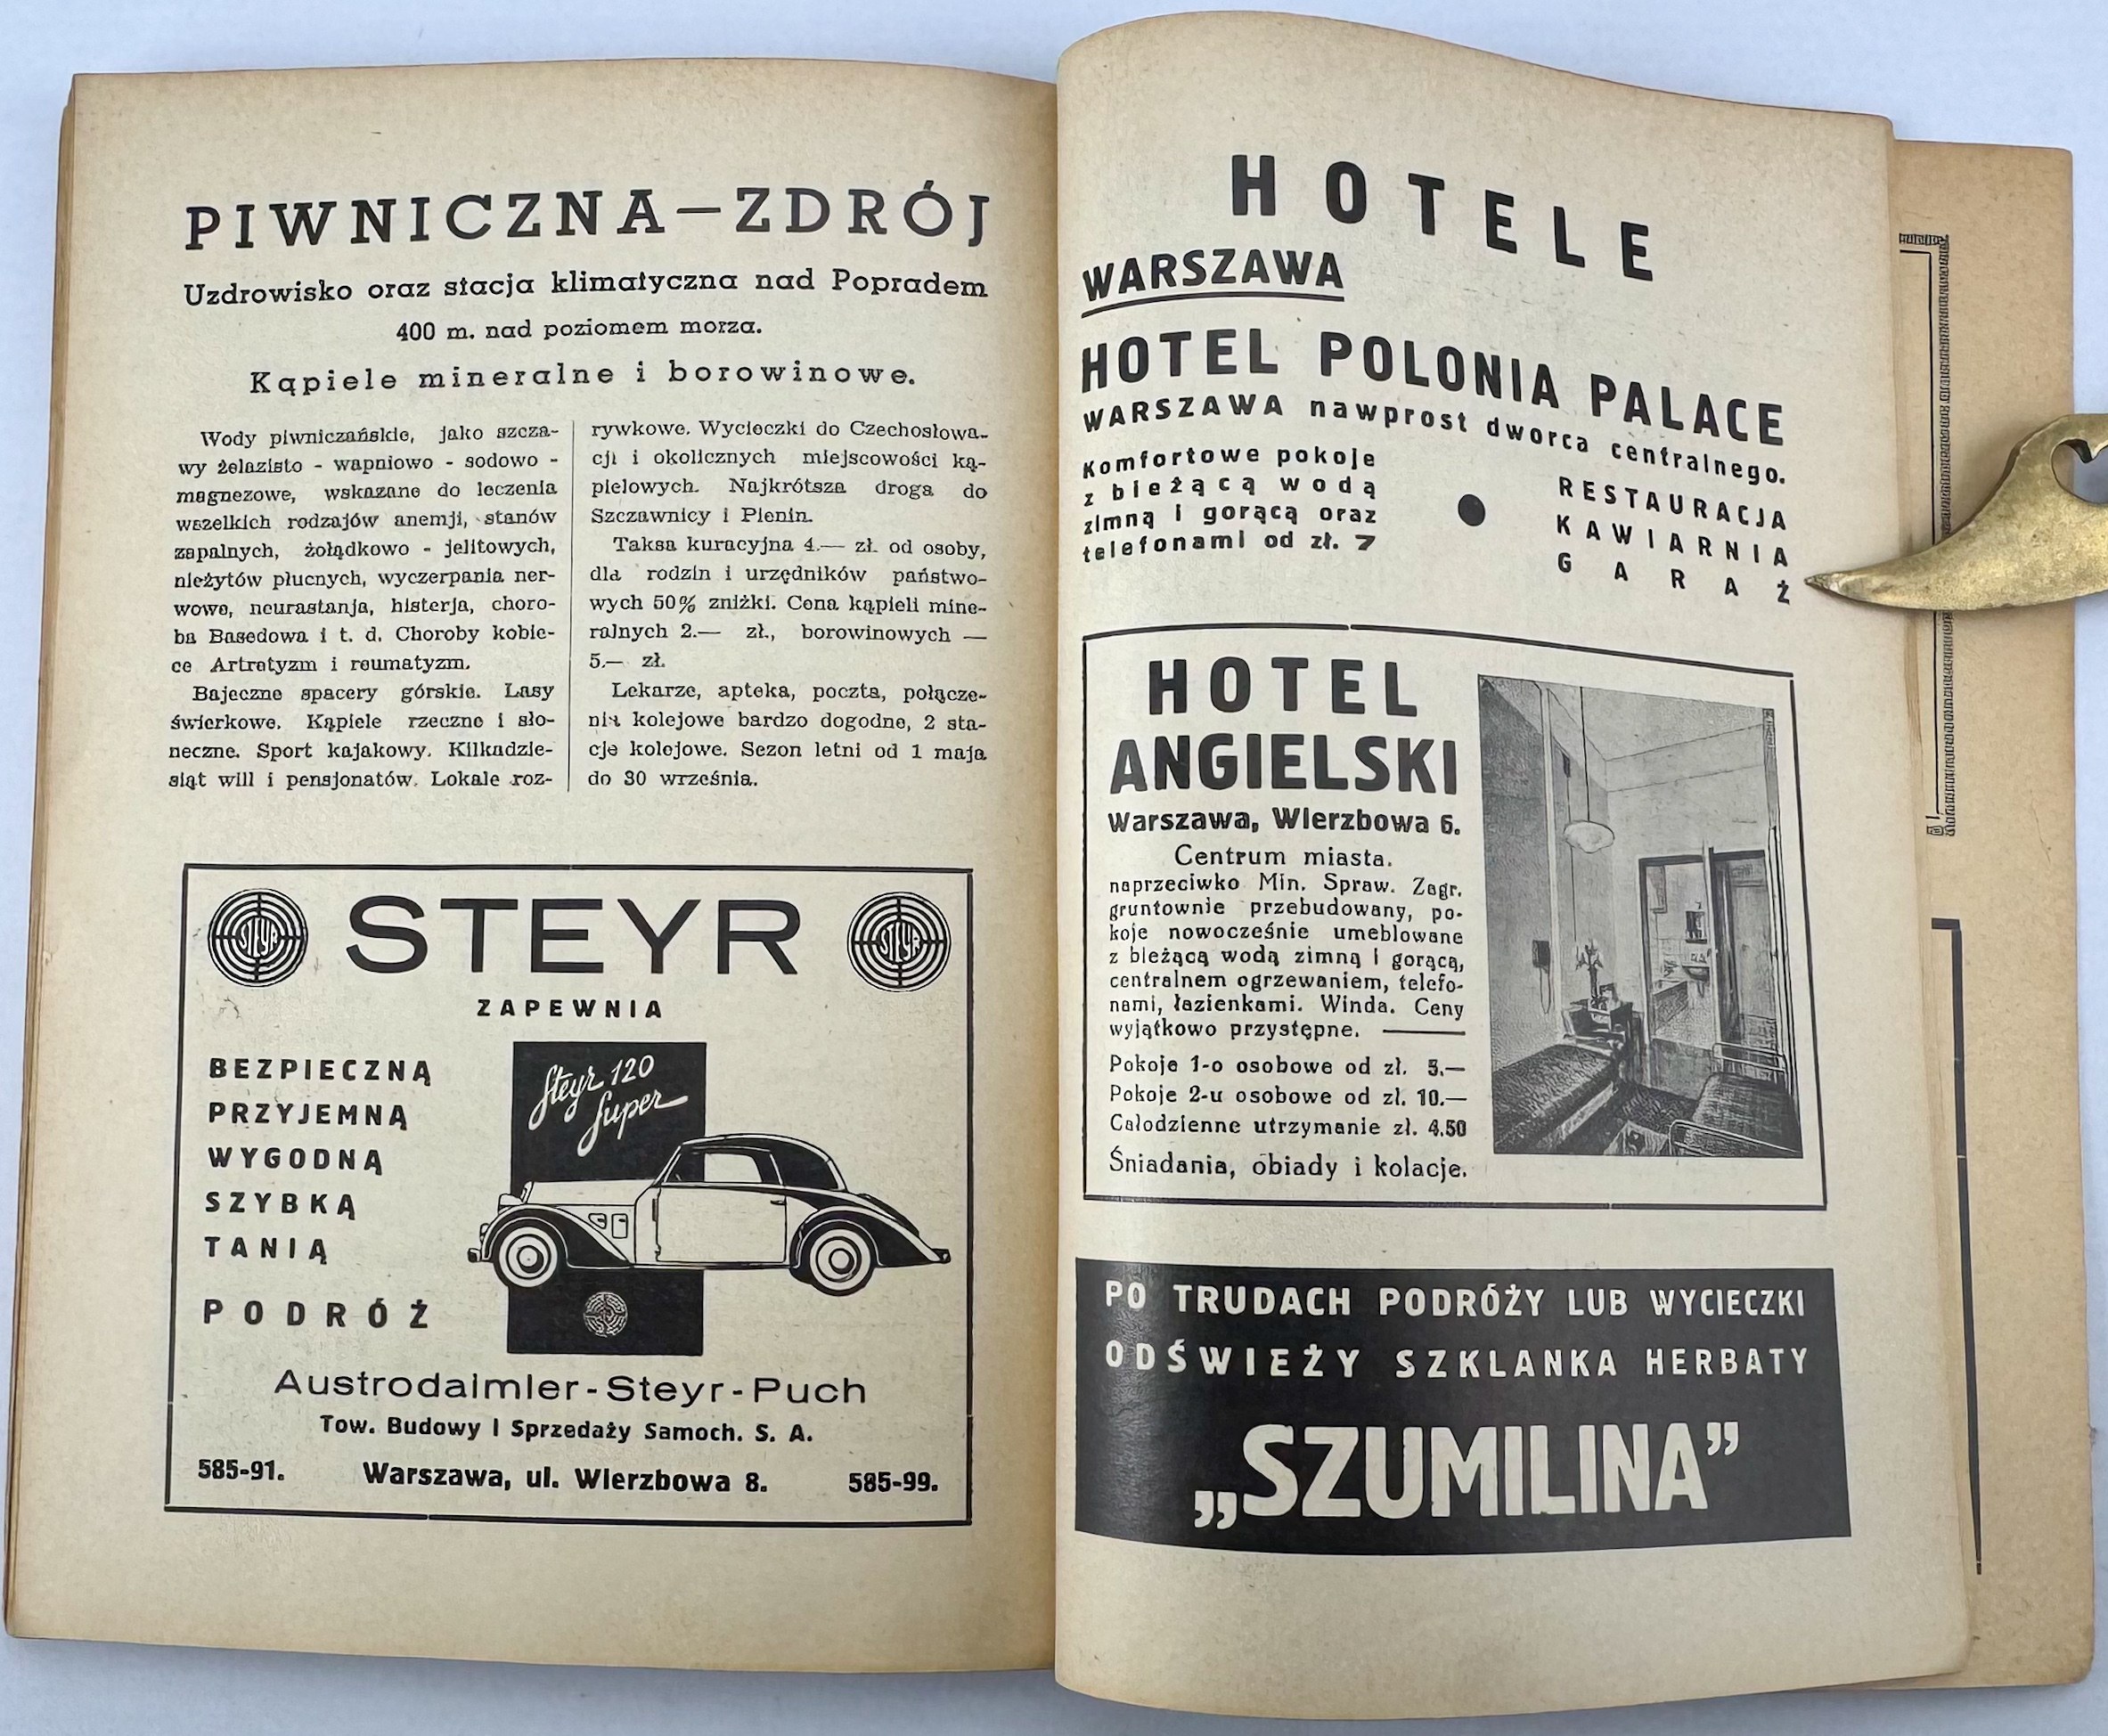 PIWNICZNA—ZDRÓJ
Uzdrowisko oraz stacja klimatyczna nad Popradem
400 m. nad poziomem morza.
Kąpiele mineralne i borowinowe.
Wody piwniczańskie, jako szcza-
wy żelazisto - wapniowo - sodowo -
magnezowe, wskazane do leczenia
wszelkich rodzajów anemji, stanów
zapalnych, żołądkowo - jelitowych,
nieżytów płucnych, wyczerpania ner-
wowe, neurastanja, histerja, choro-
ba Basedowa i t. d. Choroby kobie-
ce Artretyzm i reumatyzm.
Bajeczne spacery górskie. Lasy
świerkowe. Kąpiele rzeczne i sło-
neczne. Sport kajakowy. Kilkadzie-
siąt will i pensjonatów. Lokale roz-
rywkowe. Wycieczki do Czechosłowa-
cji i okolicznych miejscowości ką-
pielowych. Najkrótsza droga do
Szczawnicy i Pienin.
Taksa kuracyjna 4.— zł. od osoby,
dla rodzin i urzędników państwo-
wych 50% zniżki. Cena kąpieli mine-
ralnych 2.— zł., borowinowych —
5.— zł.
Lekarze, apteka, poczta, połącze-
nia kolejowe bardzo dogodne, 2 sta-
cje kolejowe. Sezon letni od 1 maja
do 30 września.
STEYR STEYR STEYR
ZAPEWNIA
BEZPIECZNĄ
PRZYJEMNĄ
WYGODNĄ
SZYBKĄ
TANIĄ
PODRÓŻ
Steyr 120
Super
Austrodaimler-Steyr-Puch
Tow. Budowy i Sprzedaży Samoch. S. A.
585-91. Warszawa, ul. Wierzbowa 8. 585-99.
HOTELE
WARSZAWA
HOTEL POLONIA PALACE
WARSZAWA nawprost dworca centralnego.
Komfortowe pokoje
z bieżącą wodą
zimną i gorącą oraz
telefonami od zł. 7
RESTAURACJA
KAWIARNIA
GARAŻ
HOTEL
ANGIELSKI
Warszawa, Wierzbowa 6.
Centrum miasta.
naprzeciwko Min. Spraw. Zagr.
gruntownie przebudowany, po-
koje nowocześnie umeblowane
z bieżącą wodą zimną i gorącą,
centralnem ogrzewaniem, telefo-
nami, łazienkami. Winda. Ceny
wyjątkowo przystępne.
Pokoje 1-o osobowe od zł. 5.—
Pokoje 2-u osobowe od zł. 10.—
Całodzienne utrzymanie zł. 4.50
Śniadania, obiady i kolacje.
PO TRUDACH PODRÓŻY LUB WYCIECZKI
ODŚWIEŻY SZKLANKA HERBATY
„SZUMILINA”